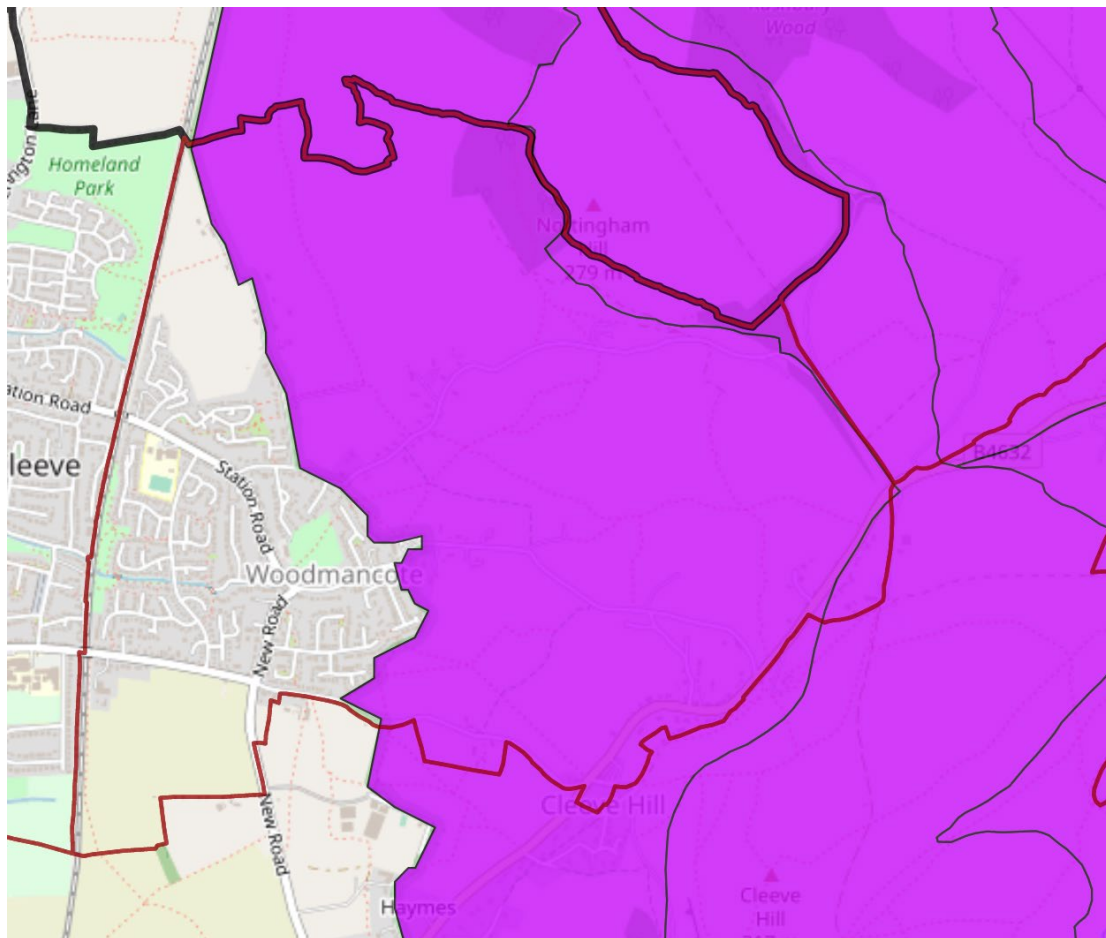 Wood
Homeland
Park
Nottingham
Hill
279 m
Station Road
B4632
leeve
Station Road
Woodmancote
New Road
Cleeve Hill
New Road
Cleeve
Hill
Haymes